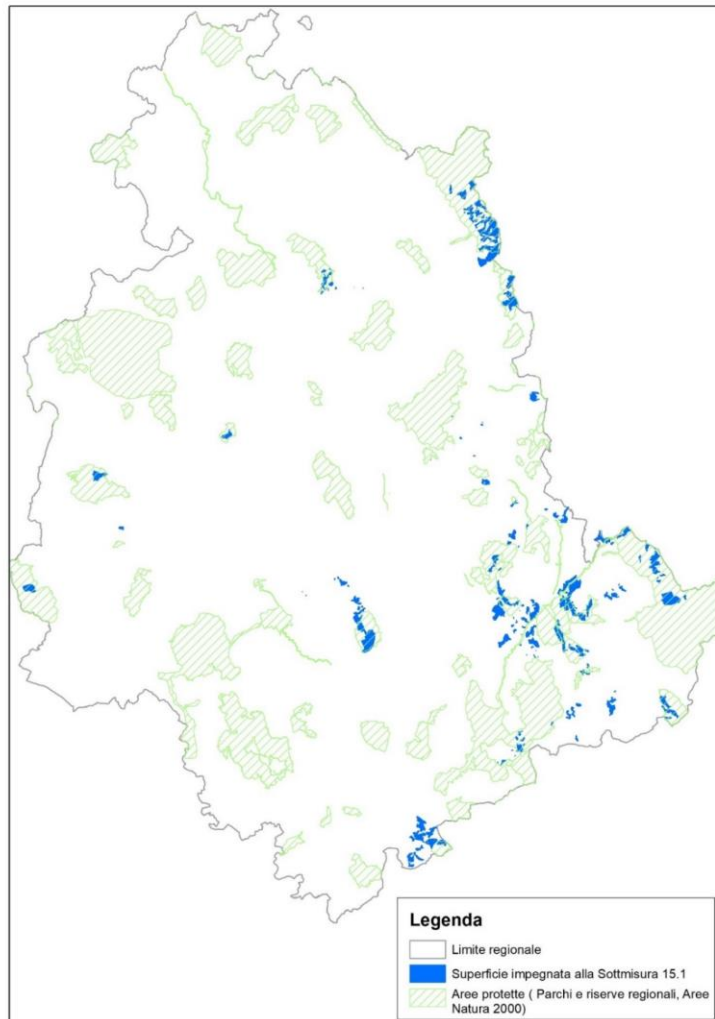 Legenda
Limite regionale
Superficie impegnata alla Sottmisura 15.1
Aree protette ( Parchi e riserve regionali, Aree
Natura 2000)